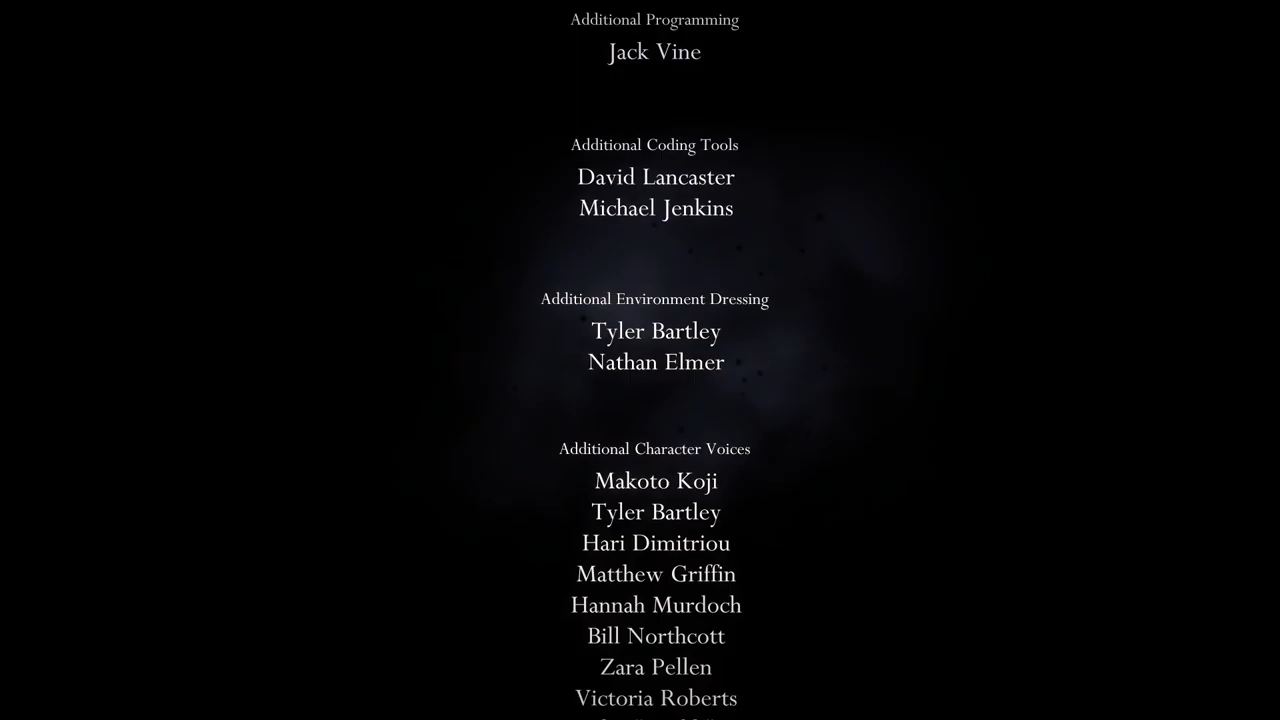 Additional Programming
Jack Vine
Additional Coding Tools
David Lancaster
Michael Jenkins
Additional Environment Dressing
Tyler Bartley
Nathan Elmer
Additional Character Voices
Makoto Koji
Tyler Bartley
Hari Dimitriou
Matthew Griffin
Hannah Murdoch
Bill Northcott
Zara Pellen
Victoria Roberts